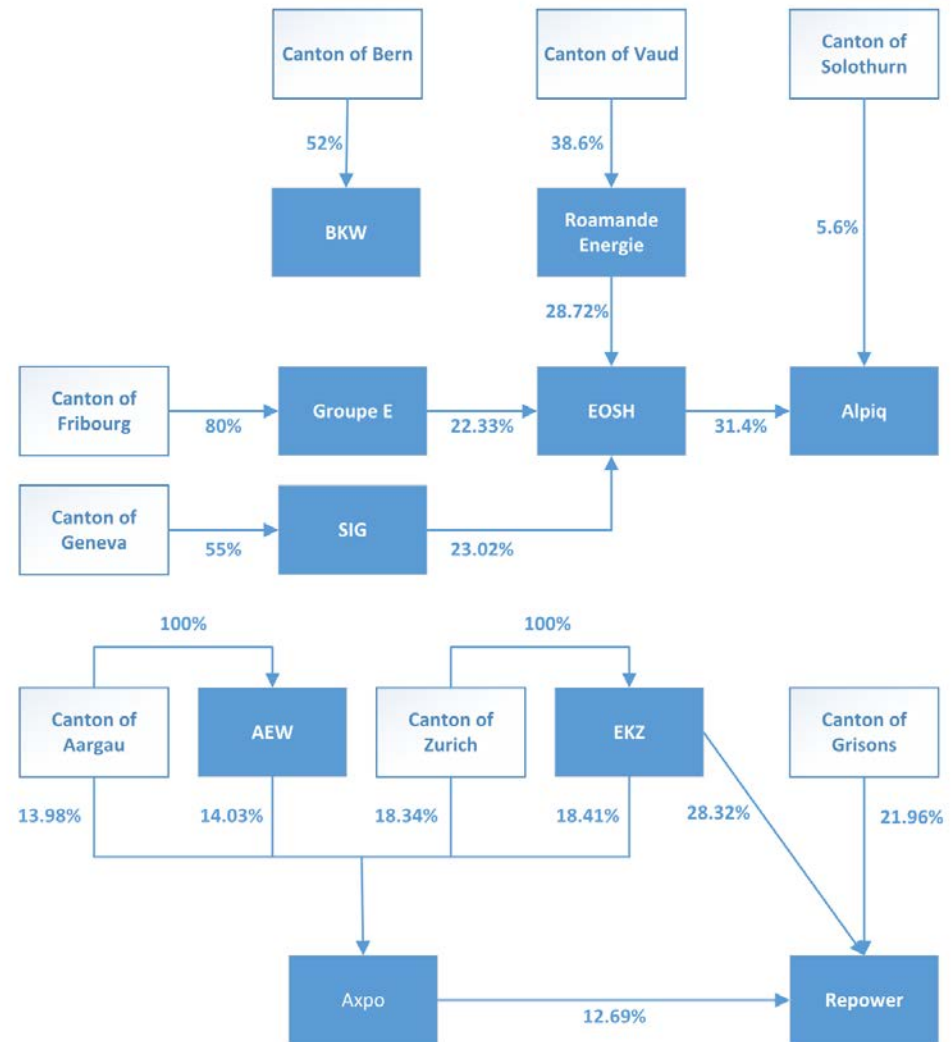 Canton of Bern
Canton of Vaud
Canton of
Solothurn
52%
38.6%
BKW
Roamande
Energie
5.6%
28.72%
Canton of
Fribourg
80%
Groupe E
22.33%
EOSH
31.4%
Alpiq
Canton of
Geneva
55%
SIG
23.02%
100%
100%
Canton of
Aargau
AEW
Canton of
Zurich
EKZ
Canton of
Grisons
13.98%
14.03%
18.34%
18.41%
28.32%
21.96%
Axpo
12.69%
Repower